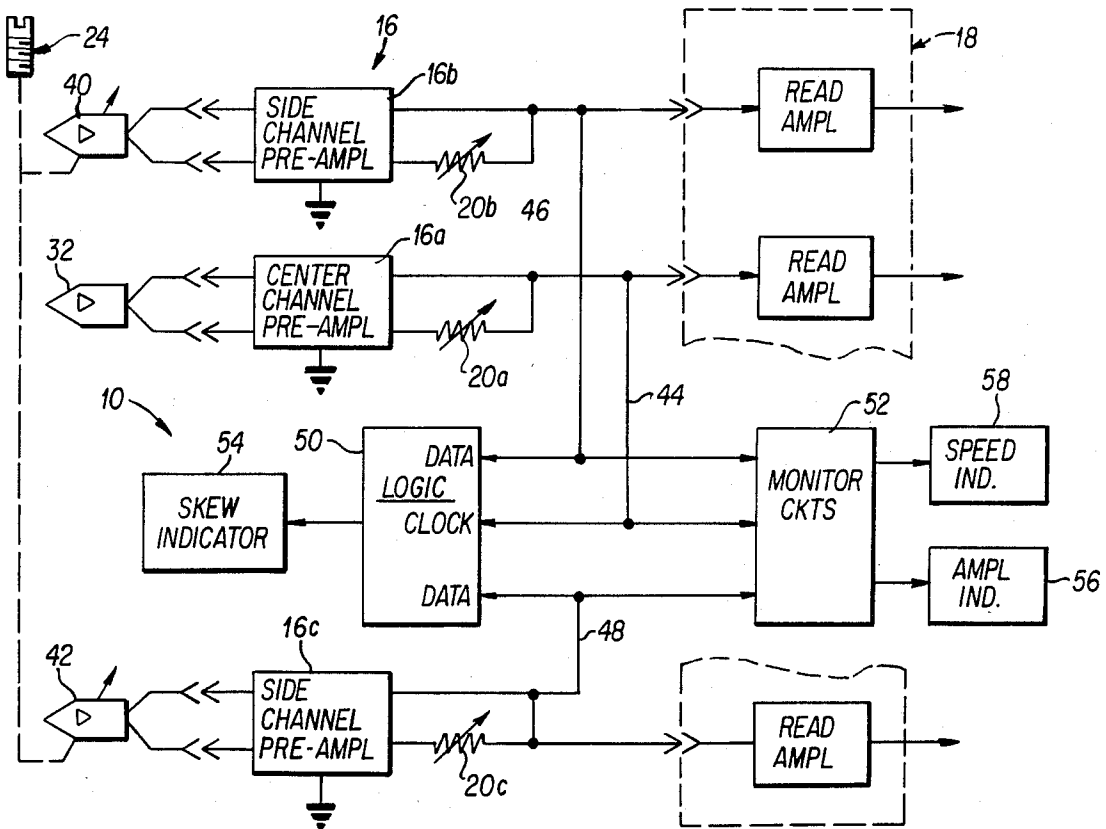 24
16
18
40
16b
SIDE
CHANNEL
PRE-AMPL
READ
AMPL
20b
46
32
16a
CENTER
CHANNEL
PRE-AMPL
READ
AMPL
20a
10
44
54
SKEW
INDICATOR
50
DATA
LOGIC
CLOCK
DATA
52
MONITOR
CKTS
58
SPEED
IND.
AMPL
IND.
56
48
42
16c
SIDE
CHANNEL
PRE-AMPL
20c
READ
AMPL